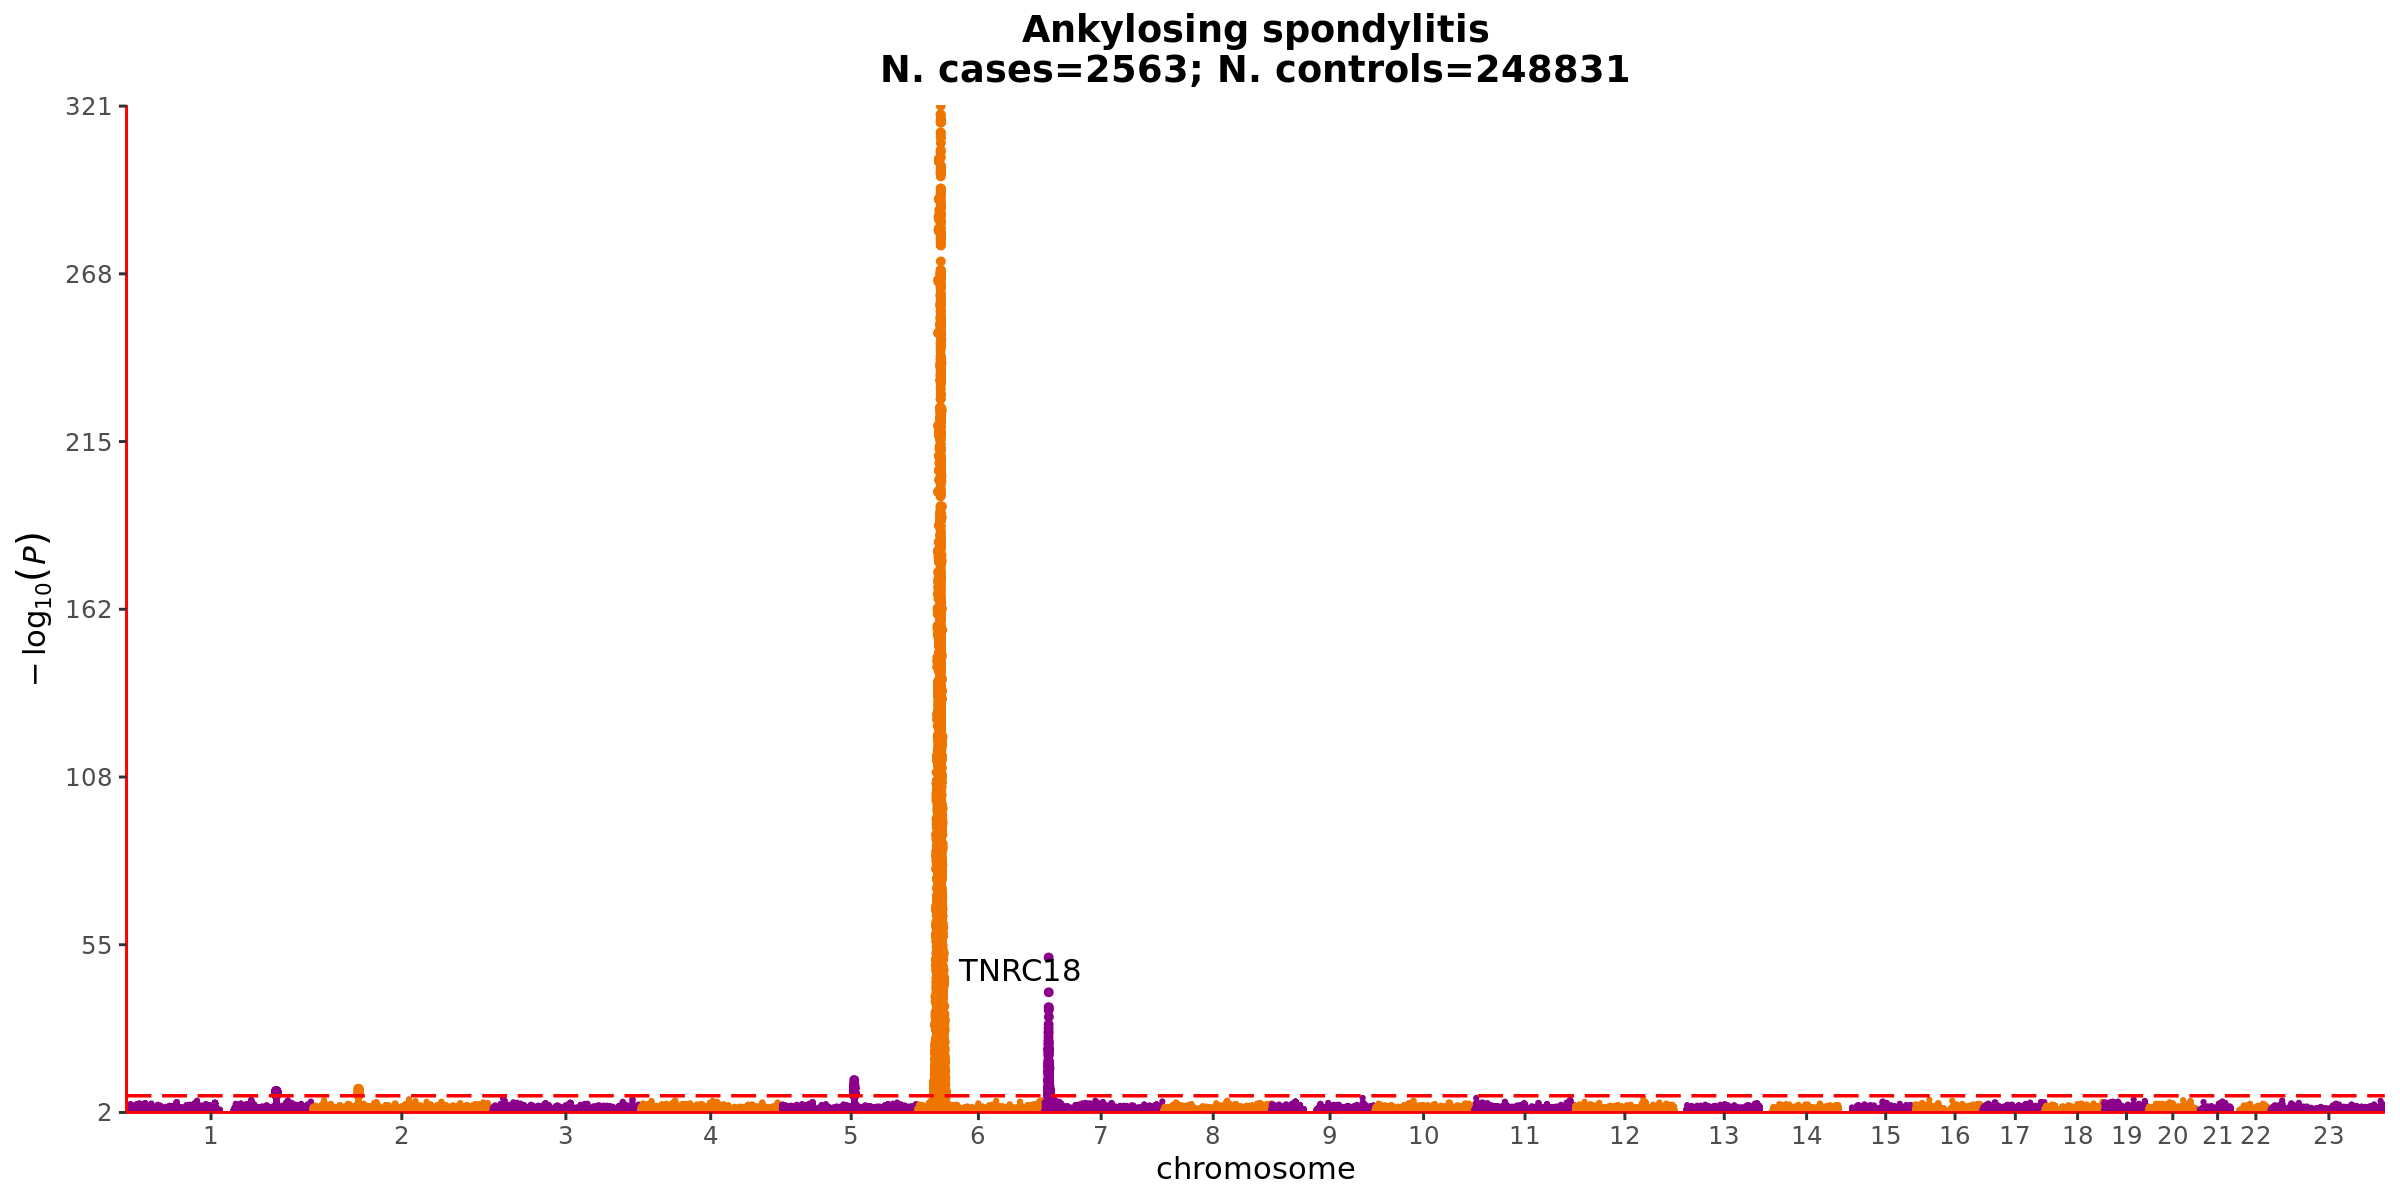 Ankylosing spondylitis
N. cases=2563; N. controls=248831
321
268
215
162
108
55
2
−log₁₀(P)
TNRC18
1 2 3 4 5 6 7 8 9 10 11 12 13 14 15 16 17 18 19 20 21 22 23
chromosome